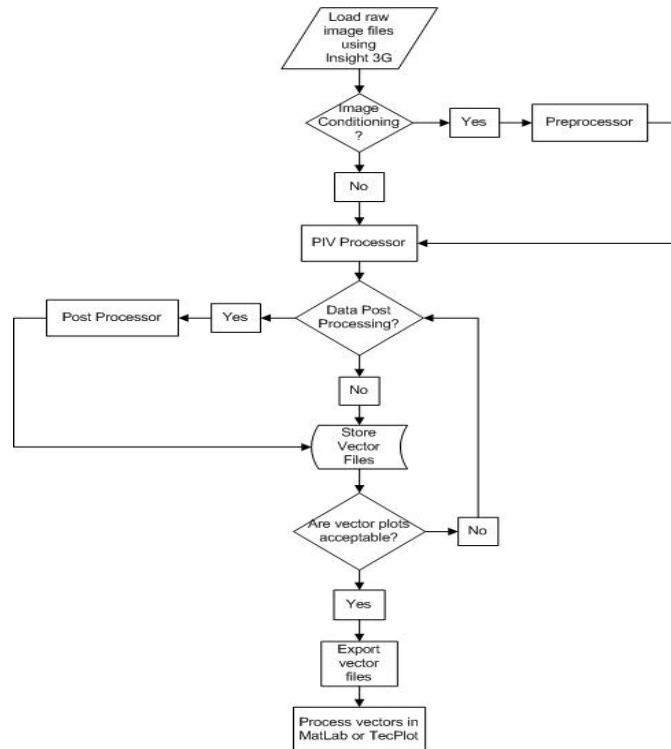 Load raw
image files
using
Insight 3G
Image
Conditioning
?
Yes
Preprocessor
No
PIV Processor
Data Post
Processing?
Yes
Post Processor
No
Store
Vector
Files
Are vector plots
acceptable?
No
Yes
Export
vector
files
Process vectors in
MatLab or TecPlot